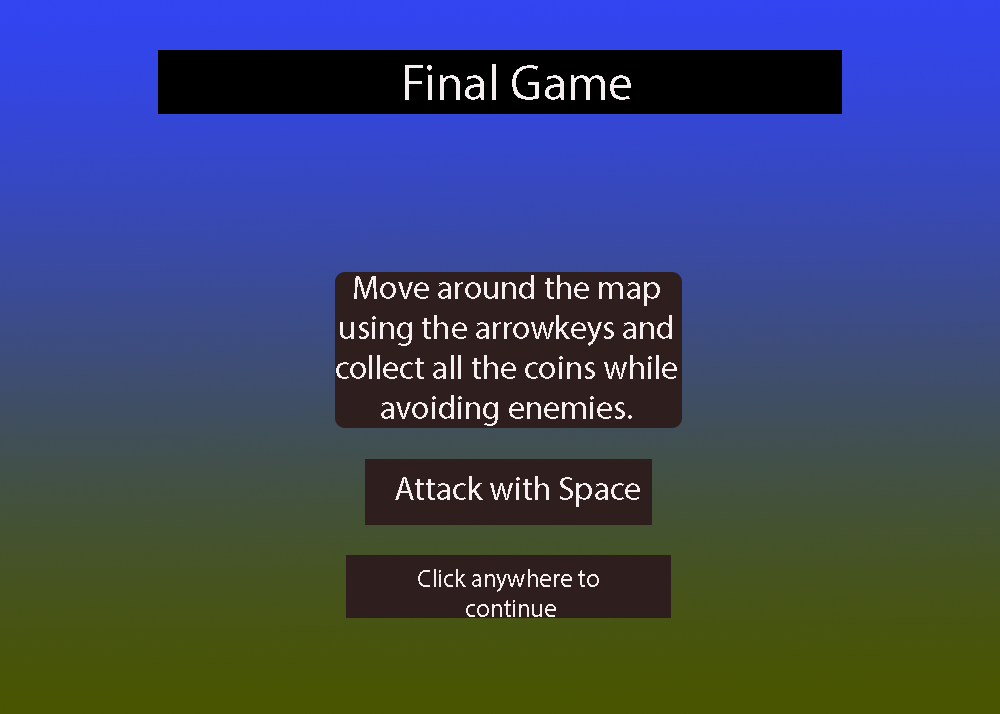 Final Game
Move around the map
using the arrowkeys and
collect all the coins while
avoiding enemies.
Attack with Space
Click anywhere to
continue